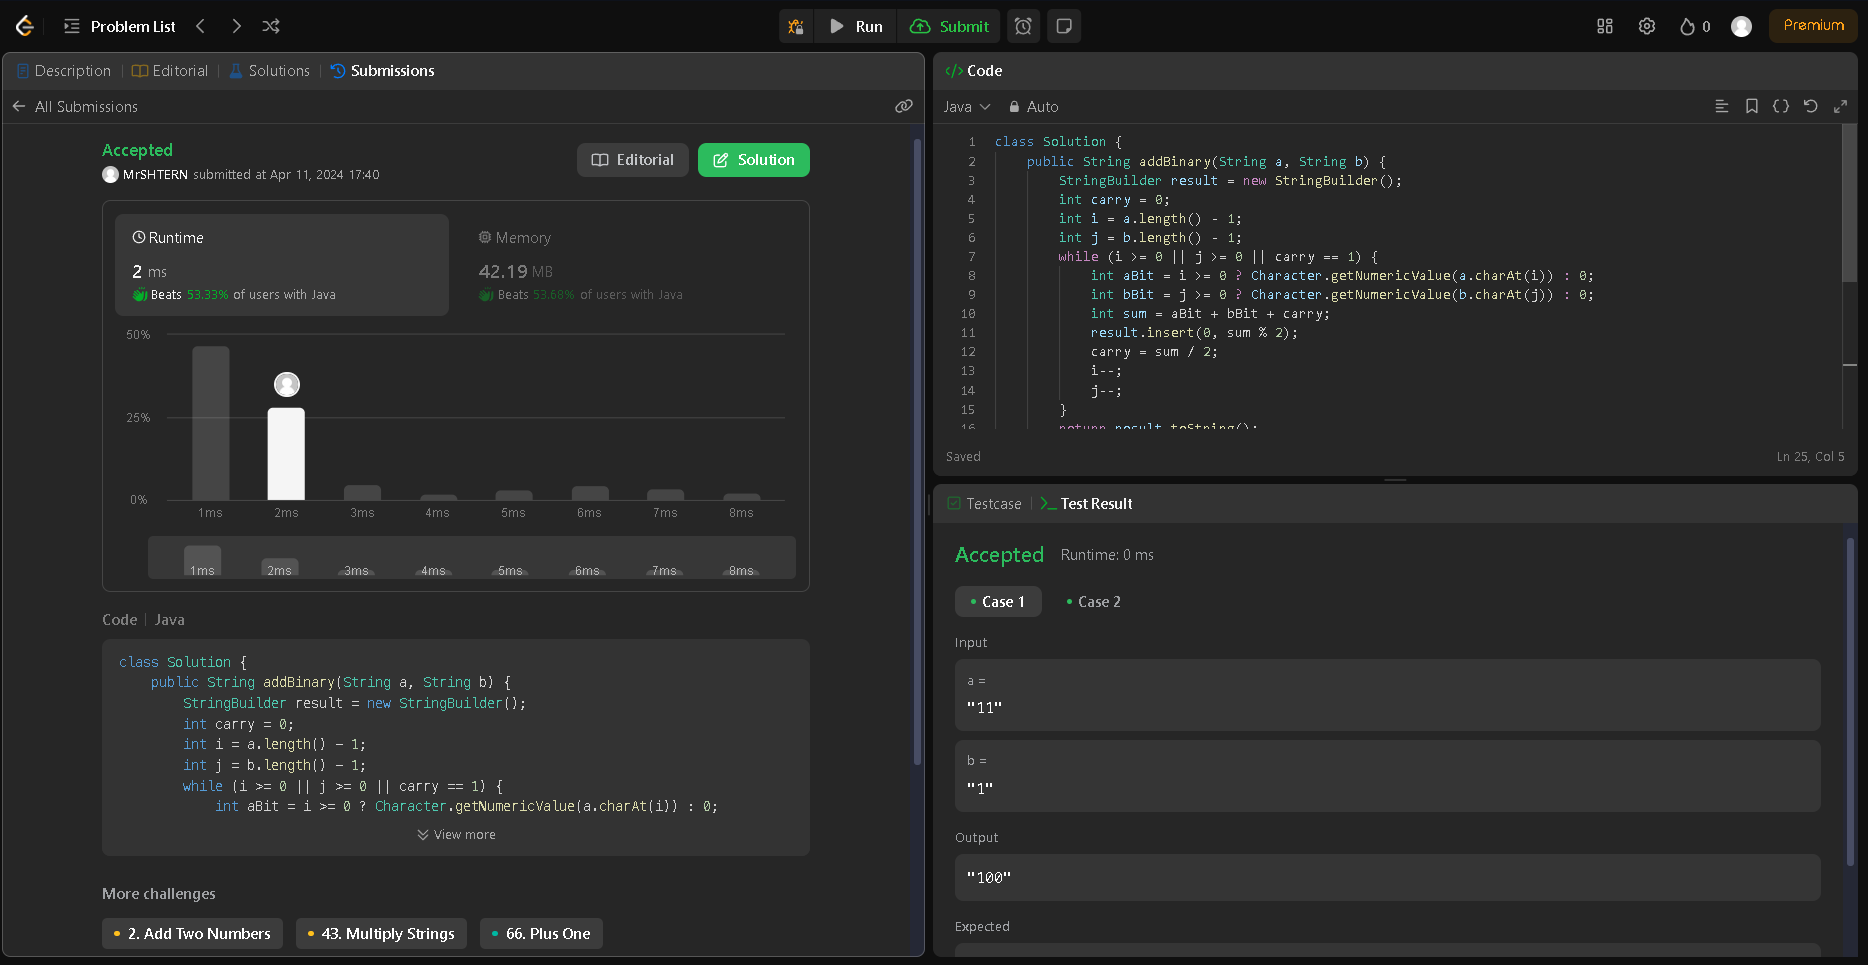 Problem List
Run
Submit
0
Premium
Description
Editorial
Solutions
Submissions
All Submissions
Accepted
MrSHTERN submitted at Apr 11, 2024 17:40
Editorial
Solution
Runtime
2 ms
Beats 53.33% of users with Java
Memory
42.19 MB
Beats 53.68% of users with Java
50%
25%
0%
1ms 2ms 3ms 4ms 5ms 6ms 7ms 8ms
1ms 2ms 3ms 4ms 5ms 6ms 7ms 8ms
Code | Java
class Solution {
    public String addBinary(String a, String b) {
        StringBuilder result = new StringBuilder();
        int carry = 0;
        int i = a.length() - 1;
        int j = b.length() - 1;
        while (i >= 0 || j >= 0 || carry == 1) {
            int aBit = i >= 0 ? Character.getNumericValue(a.charAt(i)) : 0;
View more
More challenges
2. Add Two Numbers
43. Multiply Strings
66. Plus One
</> Code
Java
Auto
1 class Solution {
2     public String addBinary(String a, String b) {
3         StringBuilder result = new StringBuilder();
4         int carry = 0;
5         int i = a.length() - 1;
6         int j = b.length() - 1;
7         while (i >= 0 || j >= 0 || carry == 1) {
8             int aBit = i >= 0 ? Character.getNumericValue(a.charAt(i)) : 0;
9             int bBit = j >= 0 ? Character.getNumericValue(b.charAt(j)) : 0;
10             int sum = aBit + bBit + carry;
11             result.insert(0, sum % 2);
12             carry = sum / 2;
13             i--;
14             j--;
15         }
16         return result.toString();
Saved
Ln 25, Col 5
Testcase
>_ Test Result
Accepted
Runtime: 0 ms
Case 1
Case 2
Input
a =
"11"
b =
"1"
Output
"100"
Expected